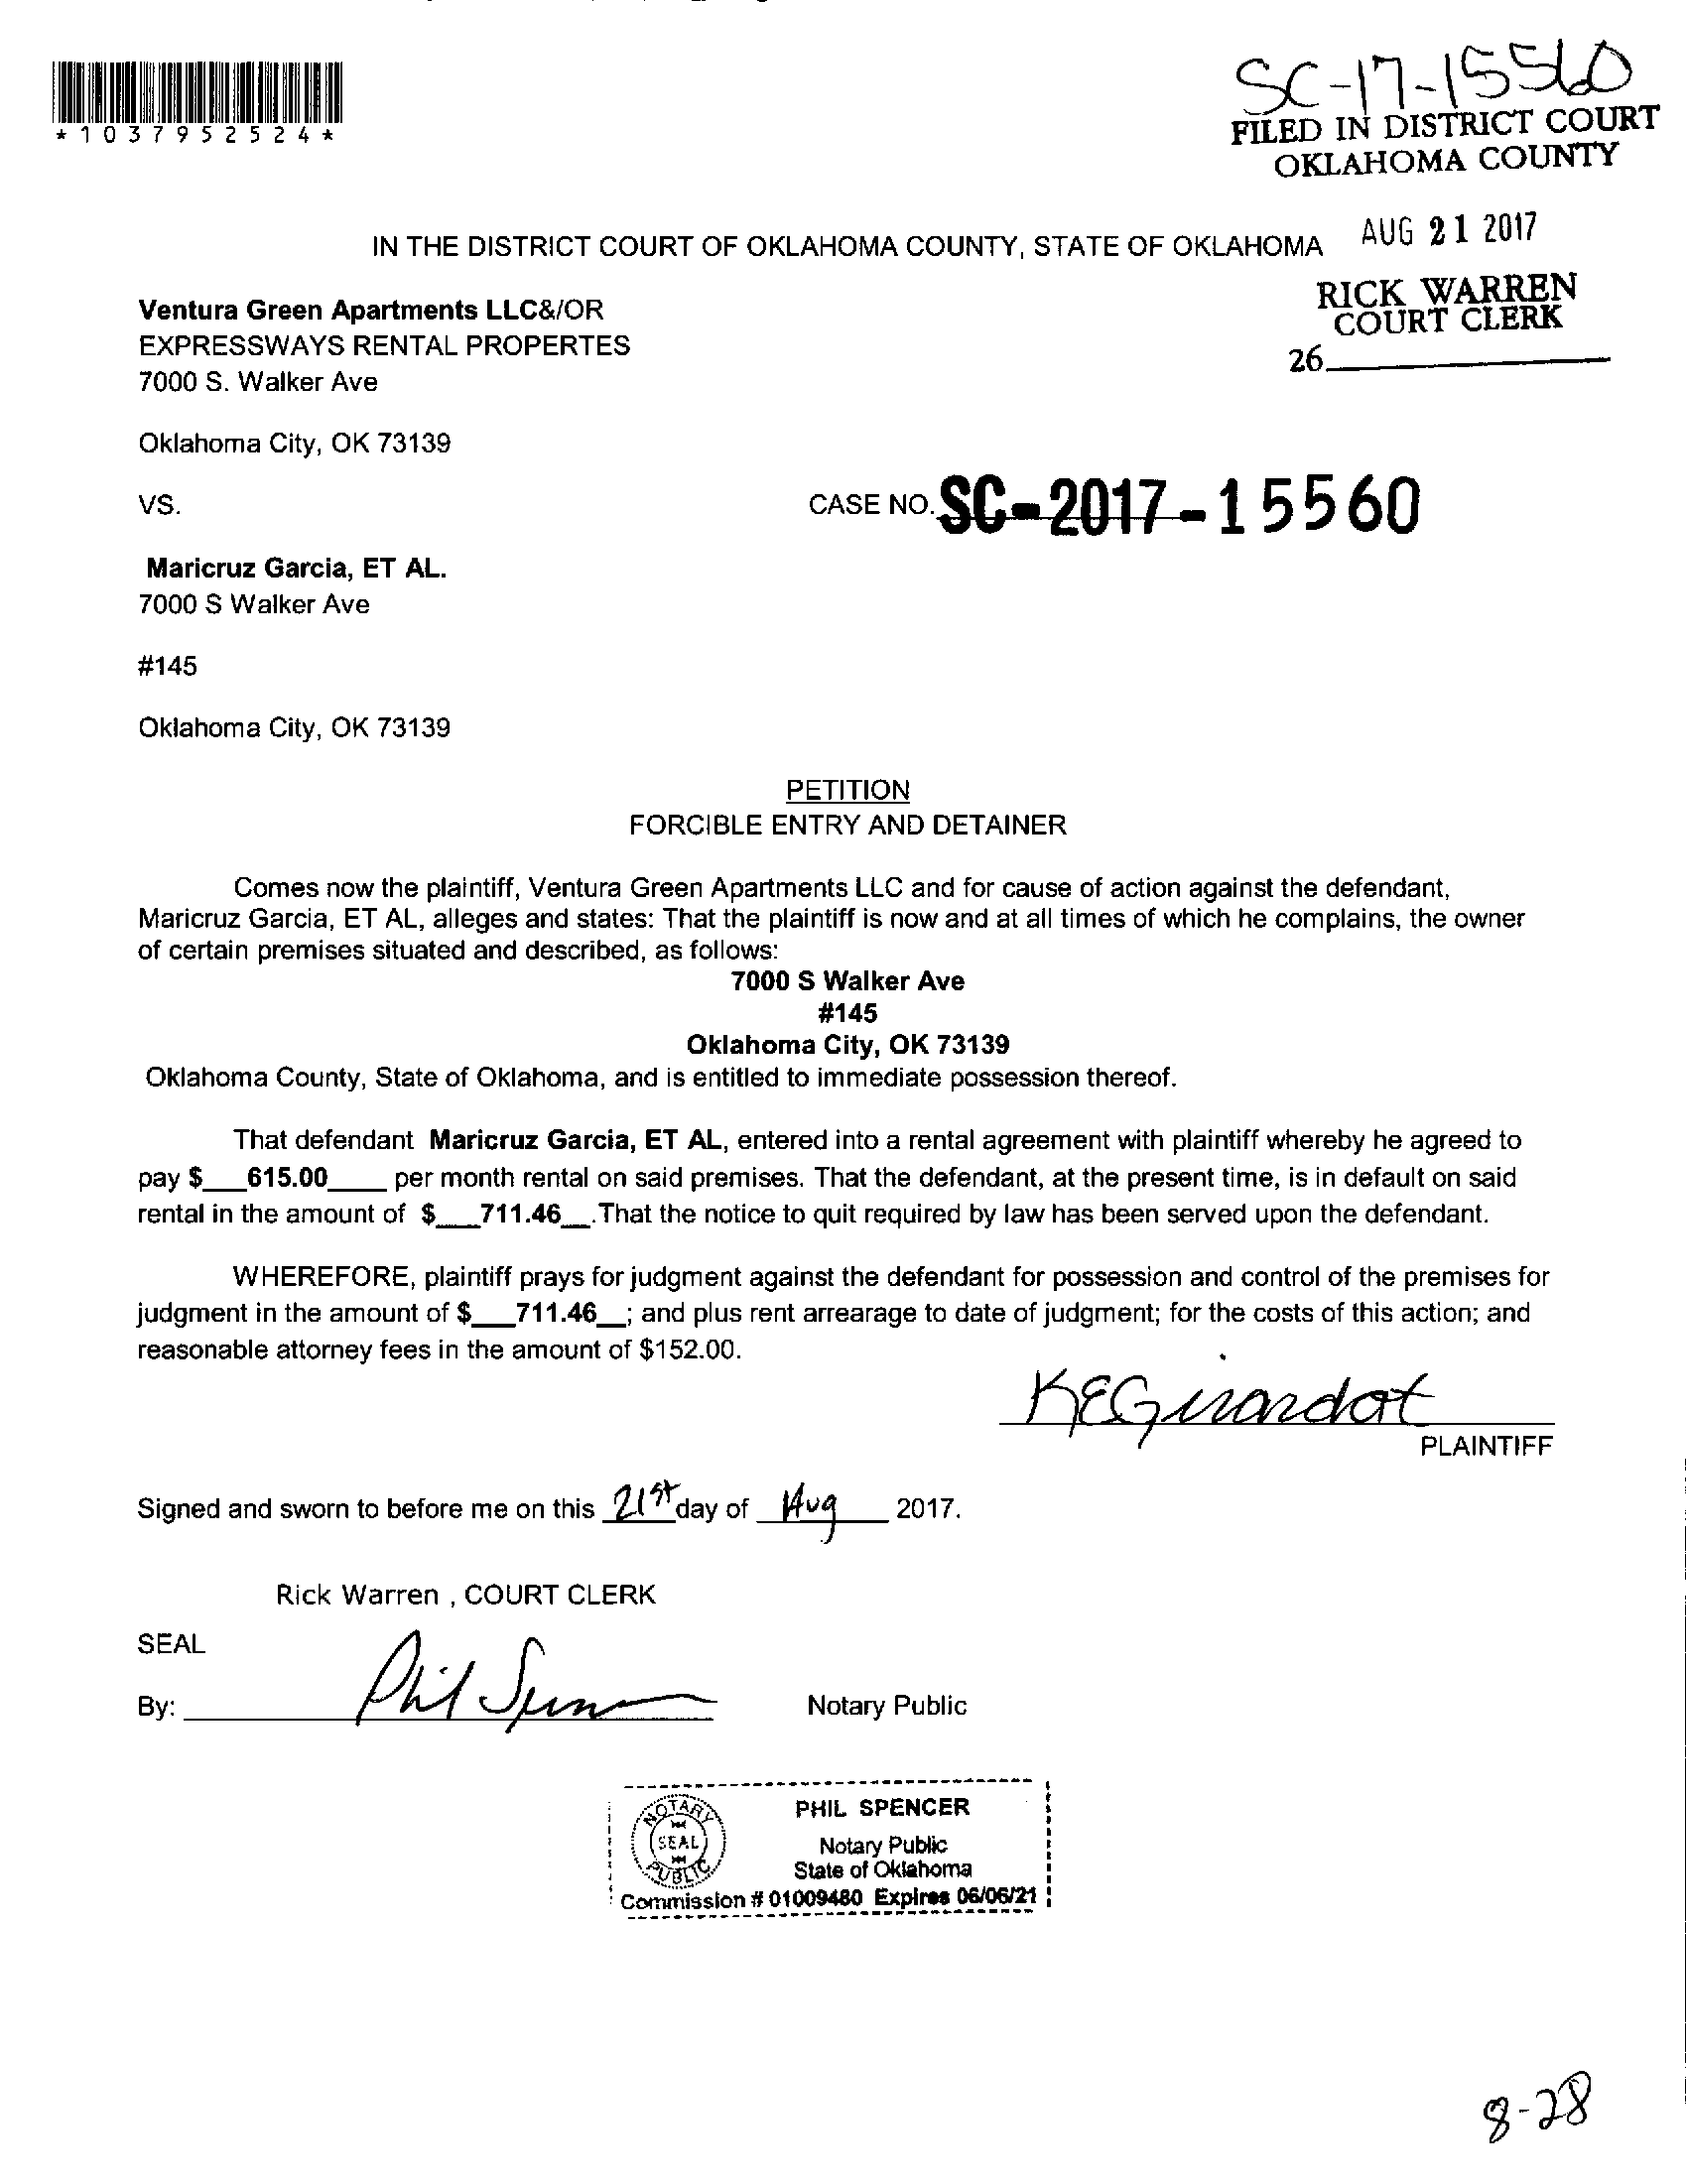 SC-17-15560
*1037952524*
FILED IN DISTRICT COURT
OKLAHOMA COUNTY
AUG 21 2017
IN THE DISTRICT COURT OF OKLAHOMA COUNTY, STATE OF OKLAHOMA
RICK WARREN
COURT CLERK
26
Ventura Green Apartments LLC&/OR
EXPRESSWAYS RENTAL PROPERTES
7000 S. Walker Ave
Oklahoma City, OK 73139
VS.
CASE NO. SC-2017-15560
Maricruz Garcia, ET AL.
7000 S Walker Ave
#145
Oklahoma City, OK 73139
PETITION
FORCIBLE ENTRY AND DETAINER
Comes now the plaintiff, Ventura Green Apartments LLC and for cause of action against the defendant,
Maricruz Garcia, ET AL, alleges and states: That the plaintiff is now and at all times of which he complains, the owner
of certain premises situated and described, as follows:
7000 S Walker Ave
#145
Oklahoma City, OK 73139
Oklahoma County, State of Oklahoma, and is entitled to immediate possession thereof.
That defendant Maricruz Garcia, ET AL, entered into a rental agreement with plaintiff whereby he agreed to
pay $___615.00____ per month rental on said premises. That the defendant, at the present time, is in default on said
rental in the amount of $___711.46__.That the notice to quit required by law has been served upon the defendant.
WHEREFORE, plaintiff prays for judgment against the defendant for possession and control of the premises for
judgment in the amount of $___711.46__; and plus rent arrearage to date of judgment; for the costs of this action; and
reasonable attorney fees in the amount of $152.00.
KEGirardot
PLAINTIFF
Signed and sworn to before me on this 21st day of Aug 2017.
Rick Warren , COURT CLERK
SEAL
By: Phil Spencer Notary Public
NOTARY
SEAL
PUBLIC
PHIL SPENCER
Notary Public
State of Oklahoma
Commission # 01009480 Expires 06/06/21
8-28